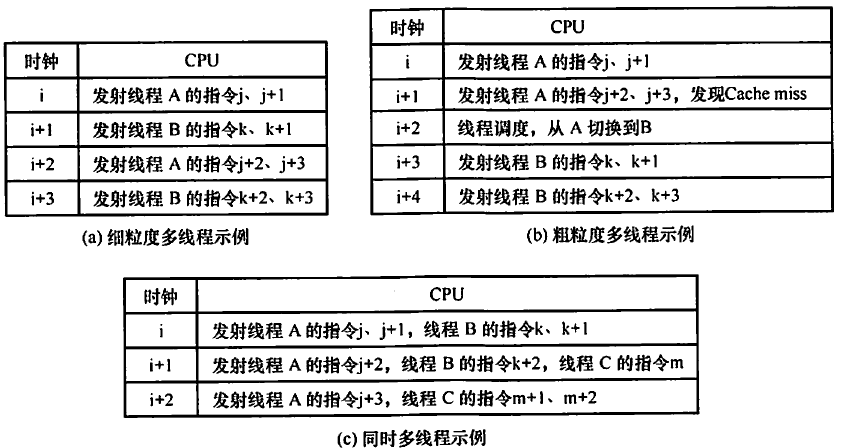 时钟 CPU
i 发射线程 A 的指令j、j+1
i+1 发射线程 B 的指令k、k+1
i+2 发射线程 A 的指令j+2、j+3
i+3 发射线程 B 的指令k+2、k+3
(a) 细粒度多线程示例
时钟 CPU
i 发射线程 A 的指令j、j+1
i+1 发射线程 A 的指令j+2、j+3，发现Cache miss
i+2 线程调度，从 A 切换到B
i+3 发射线程 B 的指令k、k+1
i+4 发射线程 B 的指令k+2、k+3
(b) 粗粒度多线程示例
时钟 CPU
i 发射线程 A 的指令j、j+1，线程 B 的指令k、k+1
i+1 发射线程 A 的指令j+2，线程 B 的指令k+2，线程 C 的指令m
i+2 发射线程 A 的指令j+3，线程 C 的指令m+1、m+2
(c) 同时多线程示例